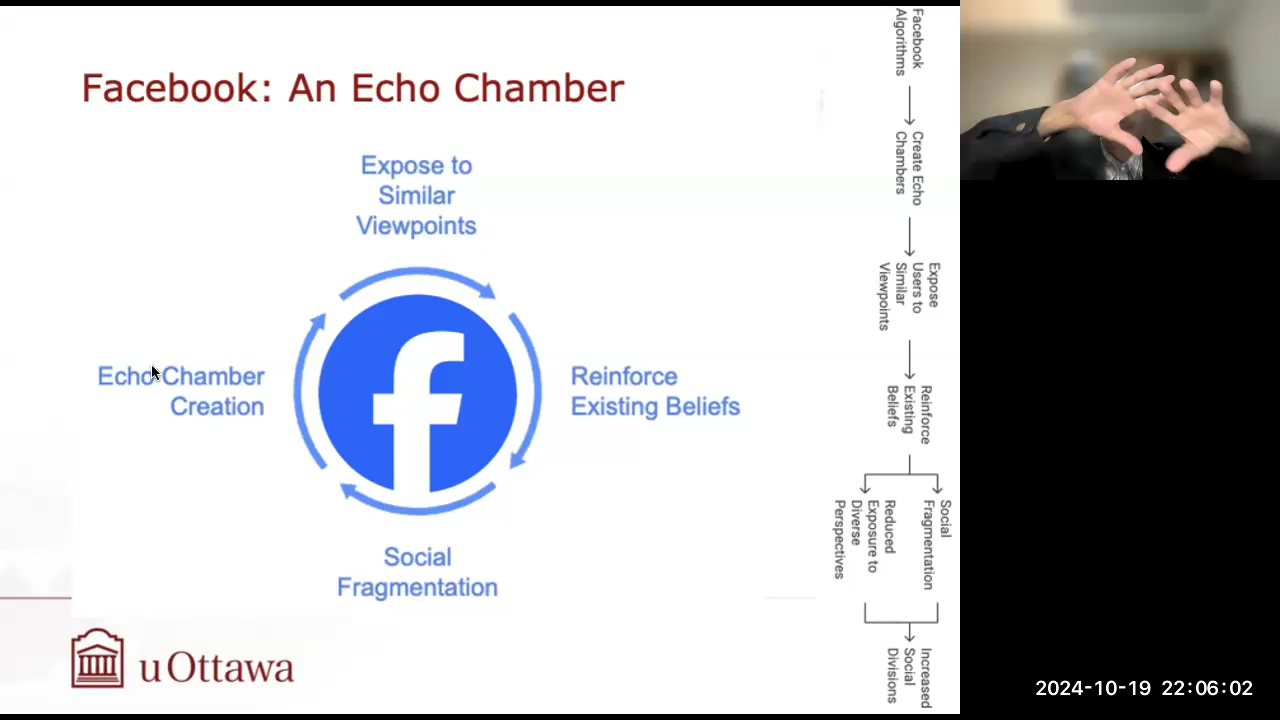 Facebook: An Echo Chamber
Expose to
Similar
Viewpoints
Echo Chamber
Creation
Reinforce
Existing Beliefs
Social
Fragmentation
uOttawa
Facebook
Algorithms
Create Echo
Chambers
Expose
Users to
Similar
Viewpoints
Reinforce
Existing
Beliefs
Social
Fragmentation
Reduced
Exposure to
Diverse
Perspectives
Increased
Social
Divisions
2024-10-19 22:06:02